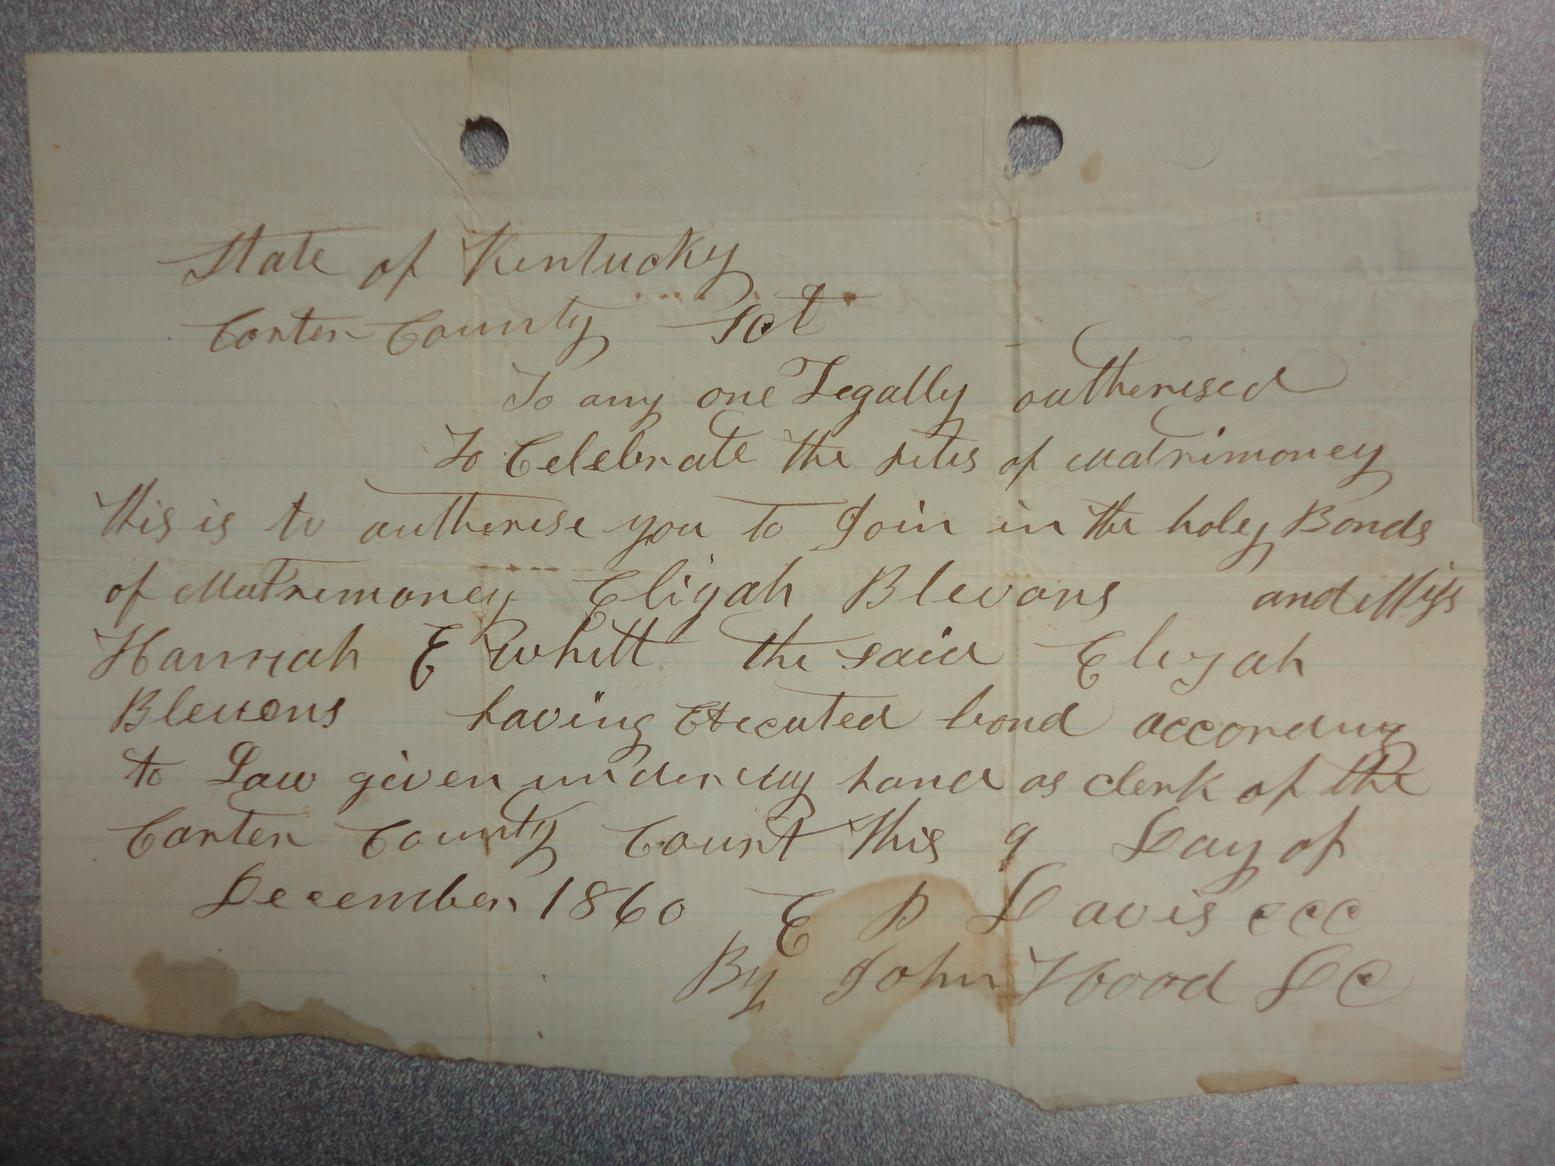 State of Kentucky
Carter County Sct
To any one Legally autherised
To Celebrate the rites of Matrimoney
this is to autherise you to Join in the holy Bonds
of Matrimoney Elijah Blevans and Miss
Hannah E Whitt the said Elijah
Blevens having Executed bond according
to Law given under my hand as clerk of the
Carter County Court this 9 Day of
December 1860 E D Davis CCC
By John Hood DC